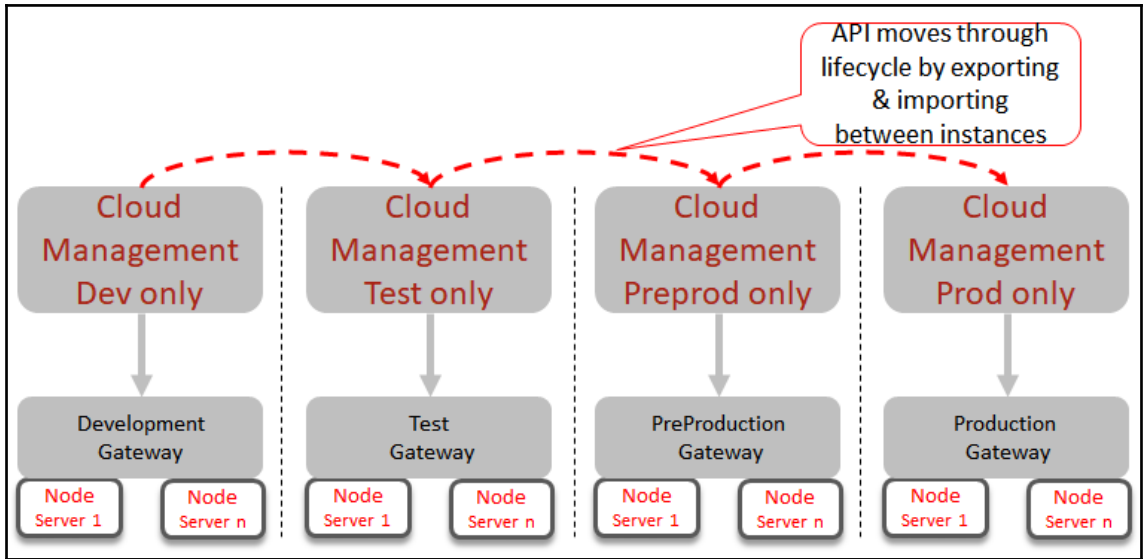 API moves through
lifecycle by exporting
& importing
between instances
Cloud
Management
Dev only
Cloud
Management
Test only
Cloud
Management
Preprod only
Cloud
Management
Prod only
Development
Gateway
Test
Gateway
PreProduction
Gateway
Production
Gateway
Node
Server 1
Node
Server n
Node
Server 1
Node
Server n
Node
Server 1
Node
Server n
Node
Server 1
Node
Server n